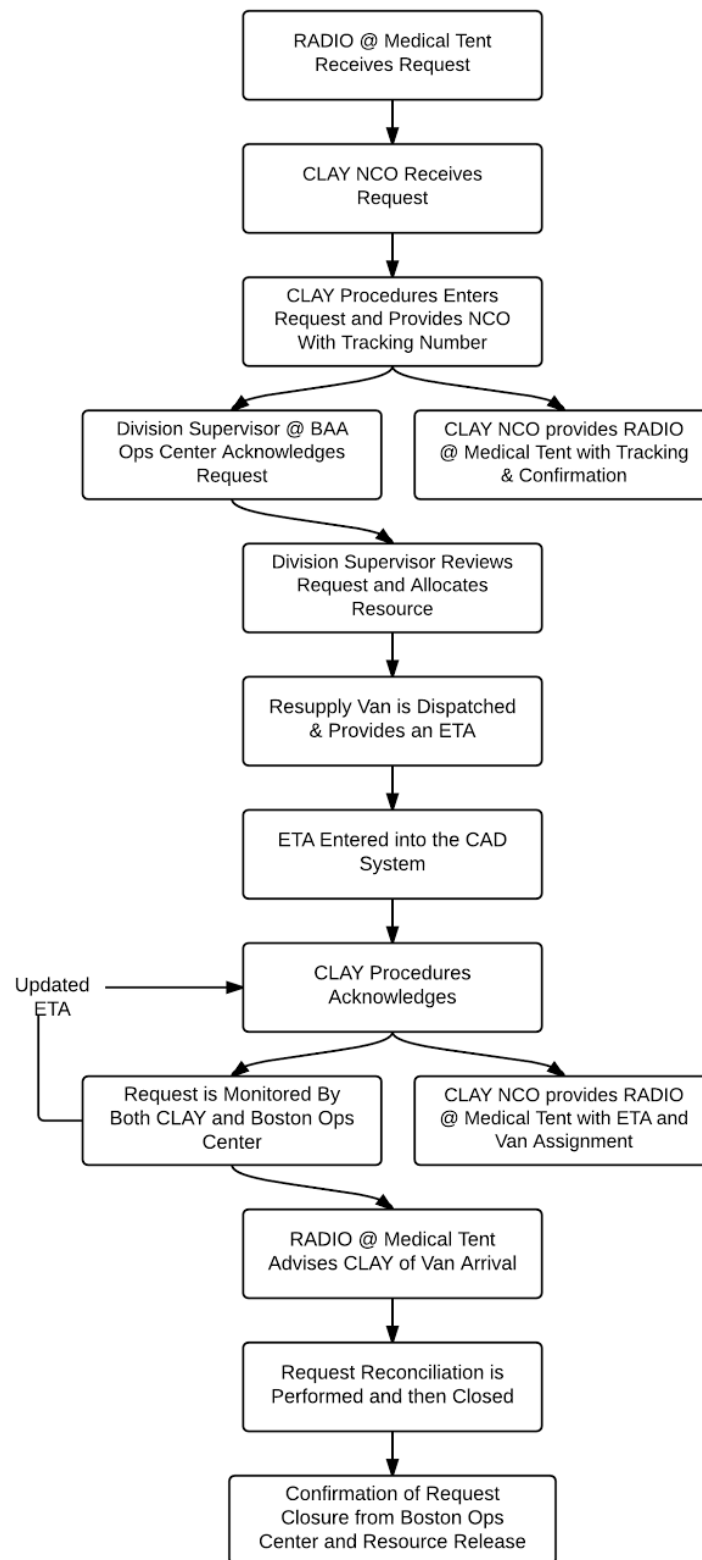 RADIO @ Medical Tent
Receives Request
CLAY NCO Receives
Request
CLAY Procedures Enters
Request and Provides NCO
With Tracking Number
Division Supervisor @ BAA
Ops Center Acknowledges
Request
CLAY NCO provides RADIO
@ Medical Tent with Tracking
& Confirmation
Division Supervisor Reviews
Request and Allocates
Resource
Resupply Van is Dispatched
& Provides an ETA
ETA Entered into the CAD
System
CLAY Procedures
Acknowledges
Updated
ETA
Request is Monitored By
Both CLAY and Boston Ops
Center
CLAY NCO provides RADIO
@ Medical Tent with ETA and
Van Assignment
RADIO @ Medical Tent
Advises CLAY of Van Arrival
Request Reconciliation is
Performed and then Closed
Confirmation of Request
Closure from Boston Ops
Center and Resource Release